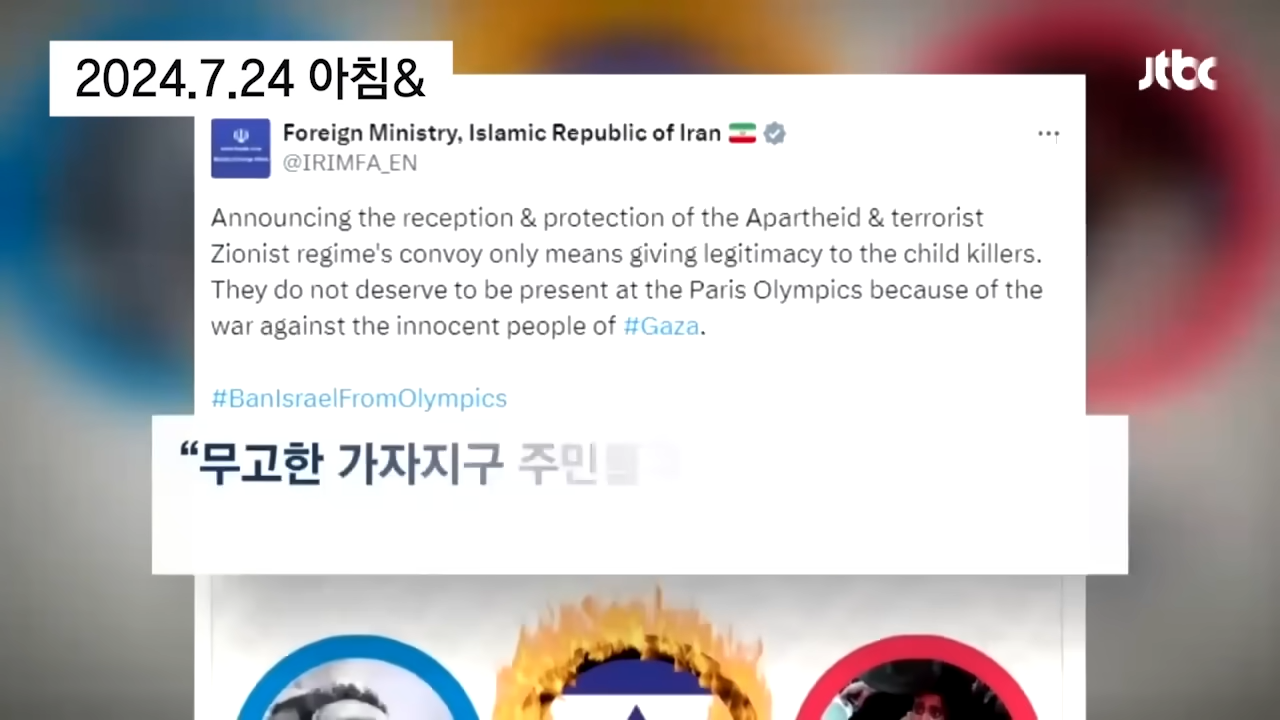 2024.7.24 아침&
jtbc
Foreign Ministry, Islamic Republic of Iran
@IRIMFA_EN
Announcing the reception & protection of the Apartheid & terrorist
Zionist regime's convoy only means giving legitimacy to the child killers.
They do not deserve to be present at the Paris Olympics because of the
war against the innocent people of #Gaza.
#BanIsraelFromOlympics
“무고한 가자지구 주민